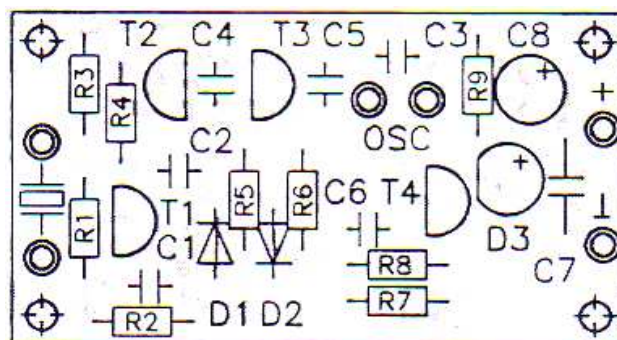 T2 C4 T3 C5 C3 C8
R3 R4 R9 +
+
OSC
C2
R1 T1 R5 R6 C6 T4 +
C1 D3
R8 C7
R7
R2 D1 D2